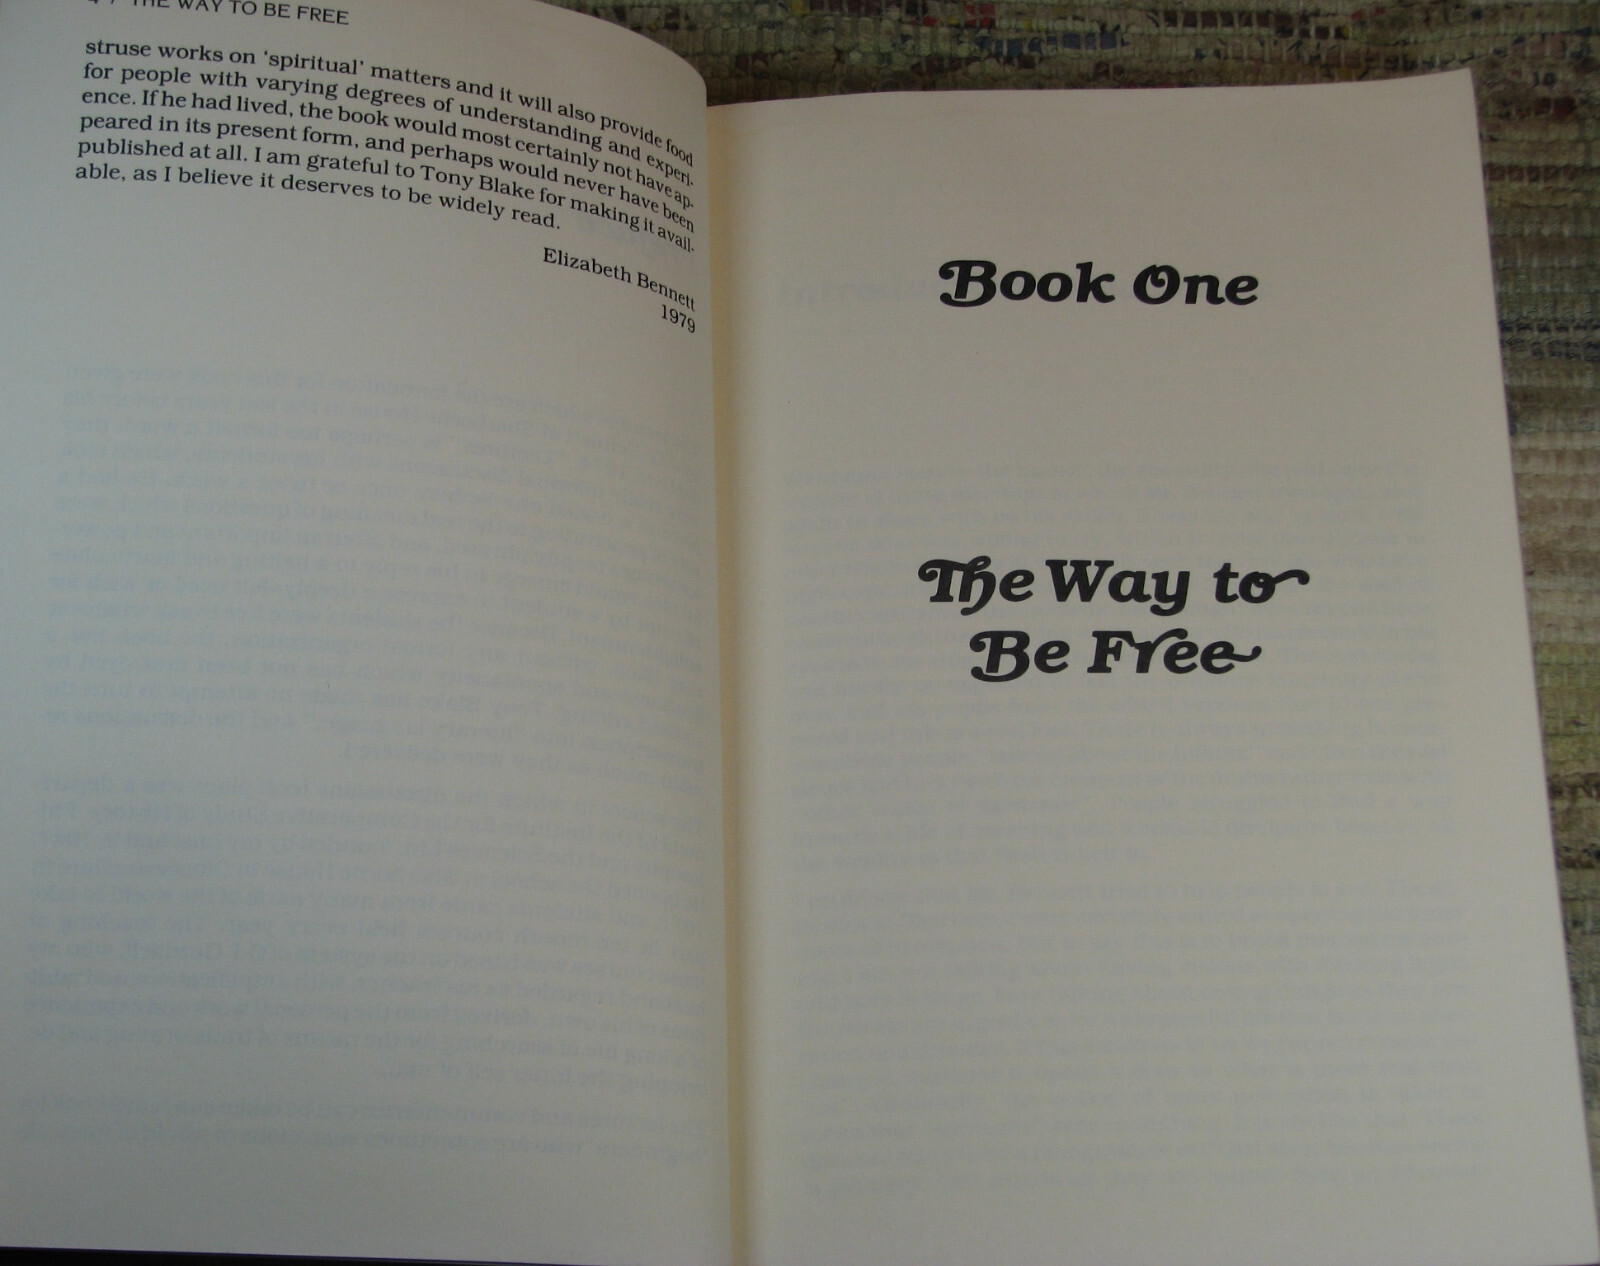 THE WAY TO BE FREE
struse works on 'spiritual' matters and it will also provide food
for people with varying degrees of understanding and experi-
ence. If he had lived, the book would most certainly not have ap-
peared in its present form, and perhaps would never have been
published at all. I am grateful to Tony Blake for making it avail-
able, as I believe it deserves to be widely read.
Elizabeth Bennett
1979
Book One
The Way to
Be Free